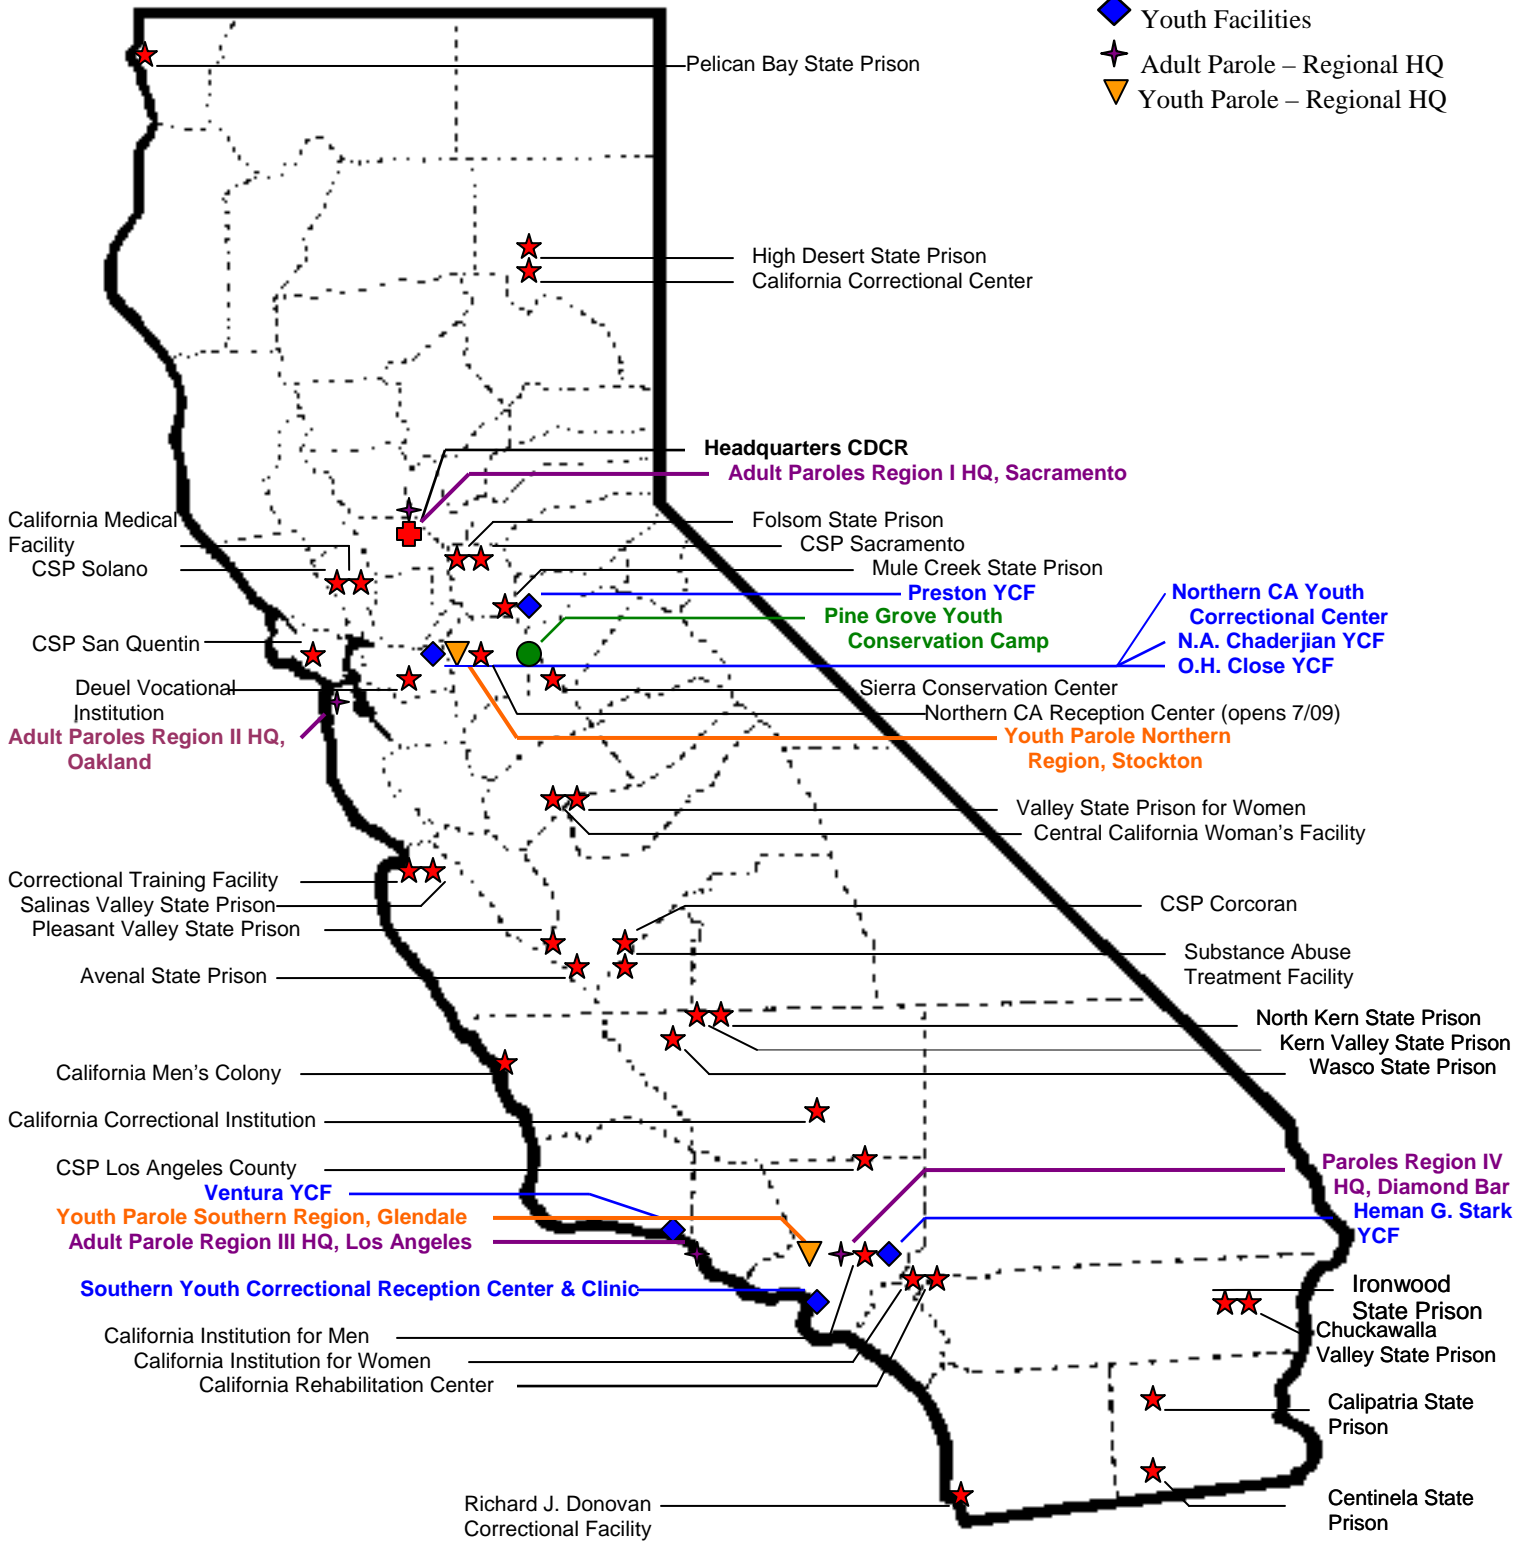 Youth Facilities
Adult Parole – Regional HQ
Youth Parole – Regional HQ
Pelican Bay State Prison
High Desert State Prison
California Correctional Center
Headquarters CDCR
Adult Paroles Region I HQ, Sacramento
California Medical
Facility
CSP Solano
Folsom State Prison
CSP Sacramento
Mule Creek State Prison
Preston YCF
Pine Grove Youth
Conservation Camp
Northern CA Youth
Correctional Center
N.A. Chaderjian YCF
O.H. Close YCF
CSP San Quentin
Deuel Vocational
Institution
Adult Paroles Region II HQ,
Oakland
Sierra Conservation Center
Northern CA Reception Center (opens 7/09)
Youth Parole Northern
Region, Stockton
Valley State Prison for Women
Central California Woman's Facility
Correctional Training Facility
Salinas Valley State Prison
Pleasant Valley State Prison
Avenal State Prison
CSP Corcoran
Substance Abuse
Treatment Facility
North Kern State Prison
Kern Valley State Prison
Wasco State Prison
California Men's Colony
California Correctional Institution
CSP Los Angeles County
Ventura YCF
Youth Parole Southern Region, Glendale
Adult Parole Region III HQ, Los Angeles
Southern Youth Correctional Reception Center & Clinic
Paroles Region IV
HQ, Diamond Bar
Heman G. Stark
YCF
California Institution for Men
California Institution for Women
California Rehabilitation Center
Ironwood
State Prison
Chuckawalla
Valley State Prison
Calipatria State
Prison
Centinela State
Prison
Richard J. Donovan
Correctional Facility